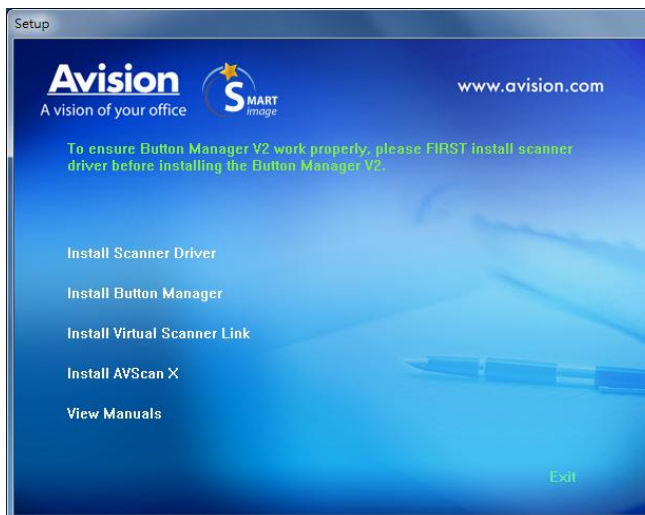 Setup
Avision
A vision of your office
SMART
image
www.avision.com
To ensure Button Manager V2 work properly, please FIRST install scanner
driver before installing the Button Manager V2.
Install Scanner Driver
Install Button Manager
Install Virtual Scanner Link
Install AVScan X
View Manuals
Exit